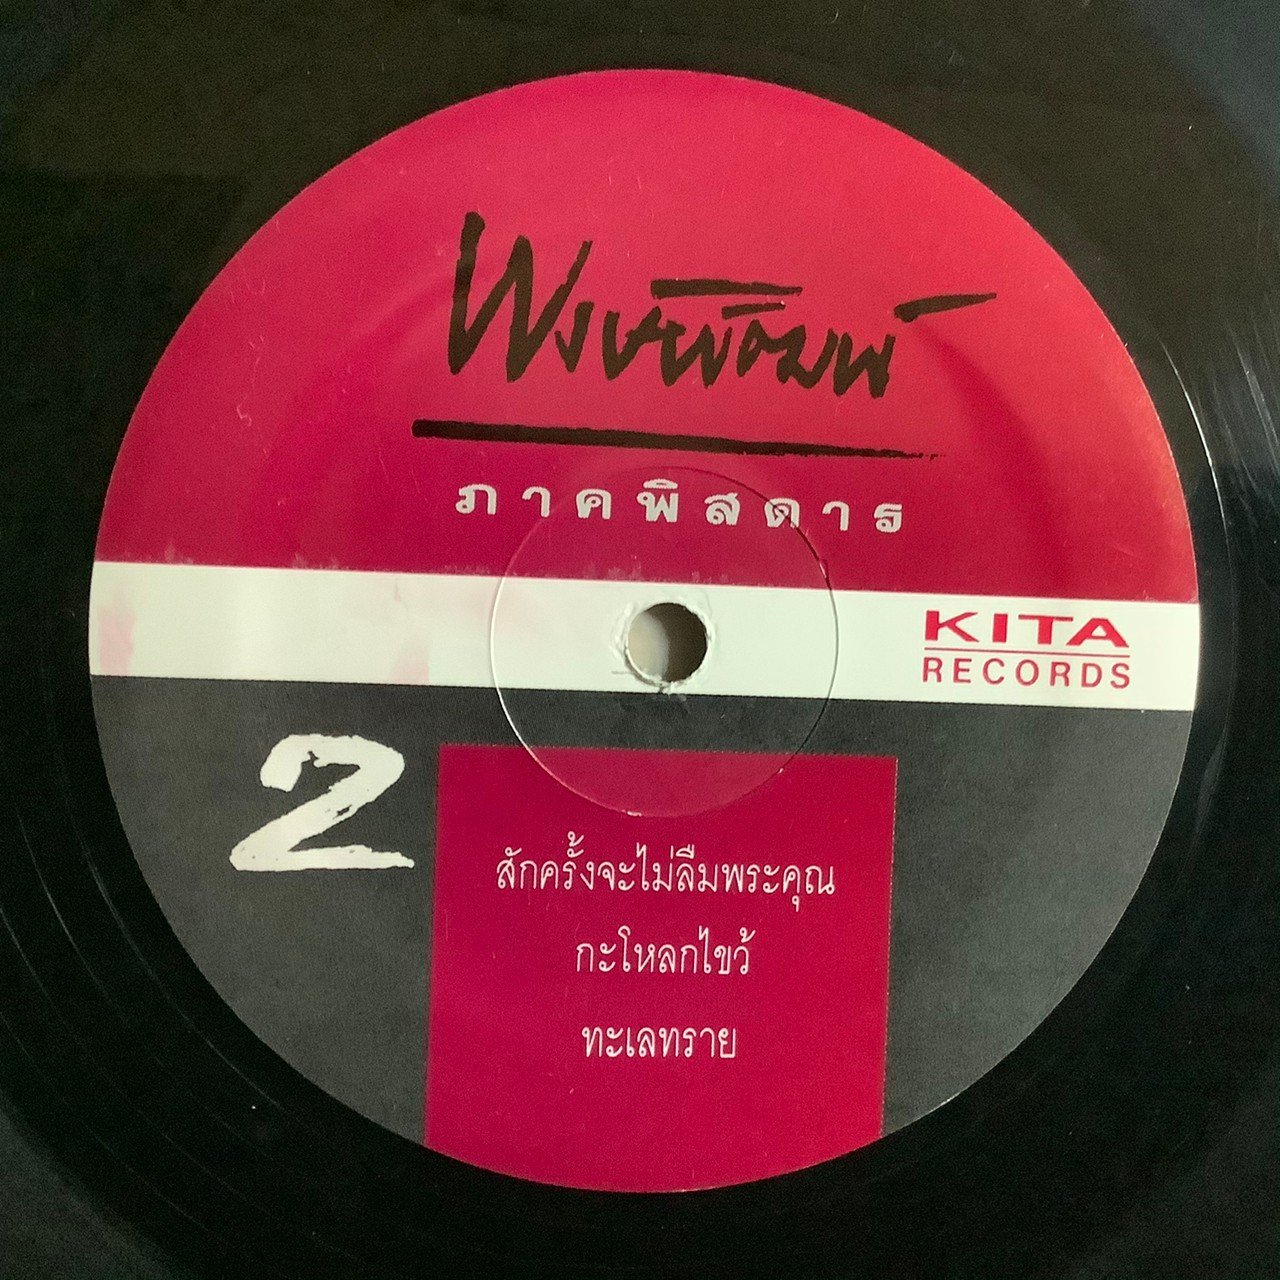 พงษ์พัฒน์
ภาคพิสดาร
KITA
RECORDS
2
สักครั้งจะไม่ลืมพระคุณ
กะโหลกไขว้
ทะเลทราย